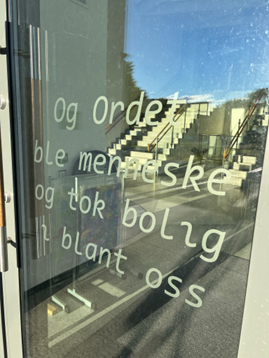 Og Ordet
ble menneske
og tok bolig
i blant oss